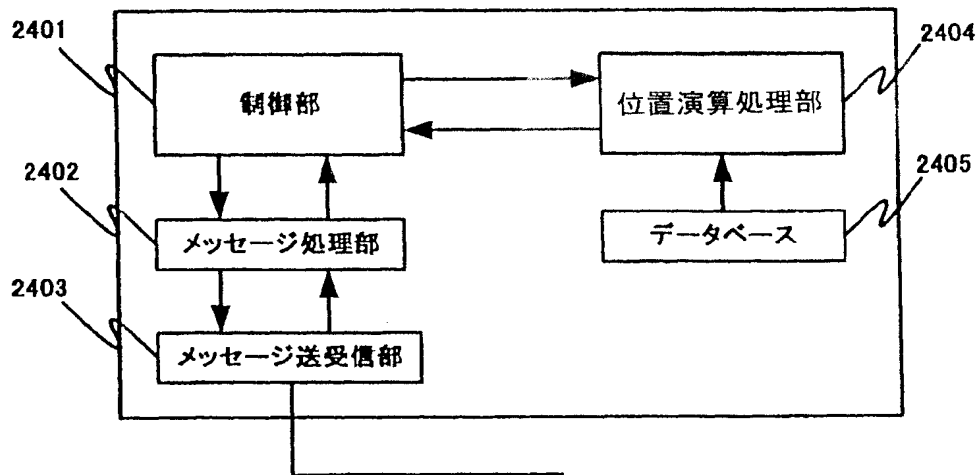 2401
制御部
2404
位置演算処理部
2402
メッセージ処理部
2405
データベース
2403
メッセージ送受信部